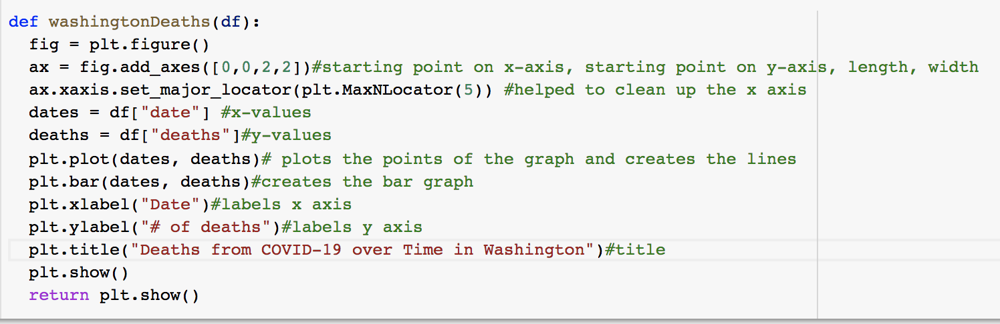 def washingtonDeaths(df):
  fig = plt.figure()
  ax = fig.add_axes([0,0,2,2])#starting point on x-axis, starting point on y-axis, length, width
  ax.xaxis.set_major_locator(plt.MaxNLocator(5)) #helped to clean up the x axis
  dates = df["date"] #x-values
  deaths = df["deaths"]#y-values
  plt.plot(dates, deaths)# plots the points of the graph and creates the lines
  plt.bar(dates, deaths)#creates the bar graph
  plt.xlabel("Date")#labels x axis
  plt.ylabel("# of deaths")#labels y axis
  plt.title("Deaths from COVID-19 over Time in Washington")#title
  plt.show()
  return plt.show()